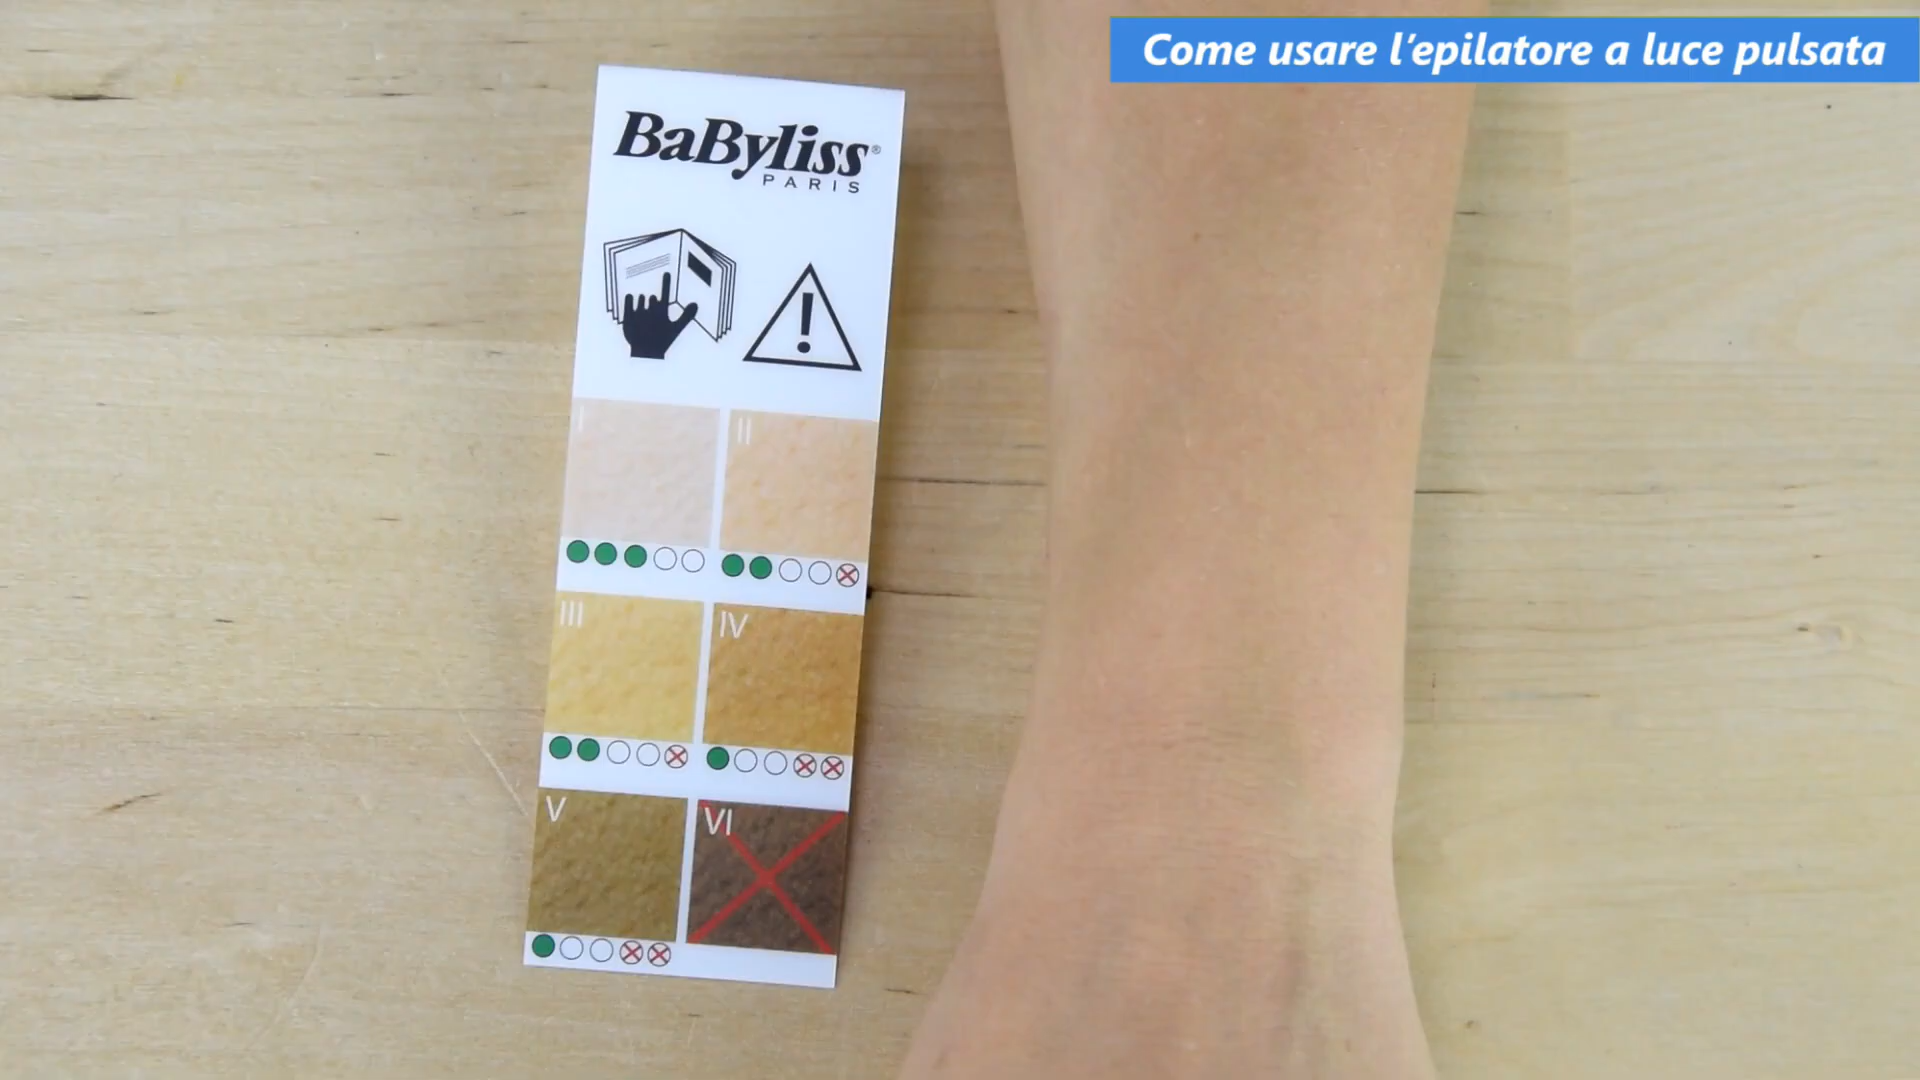 Come usare l'epilatore a luce pulsata
BaByliss®
PARIS
I
II
III
IV
V
VI